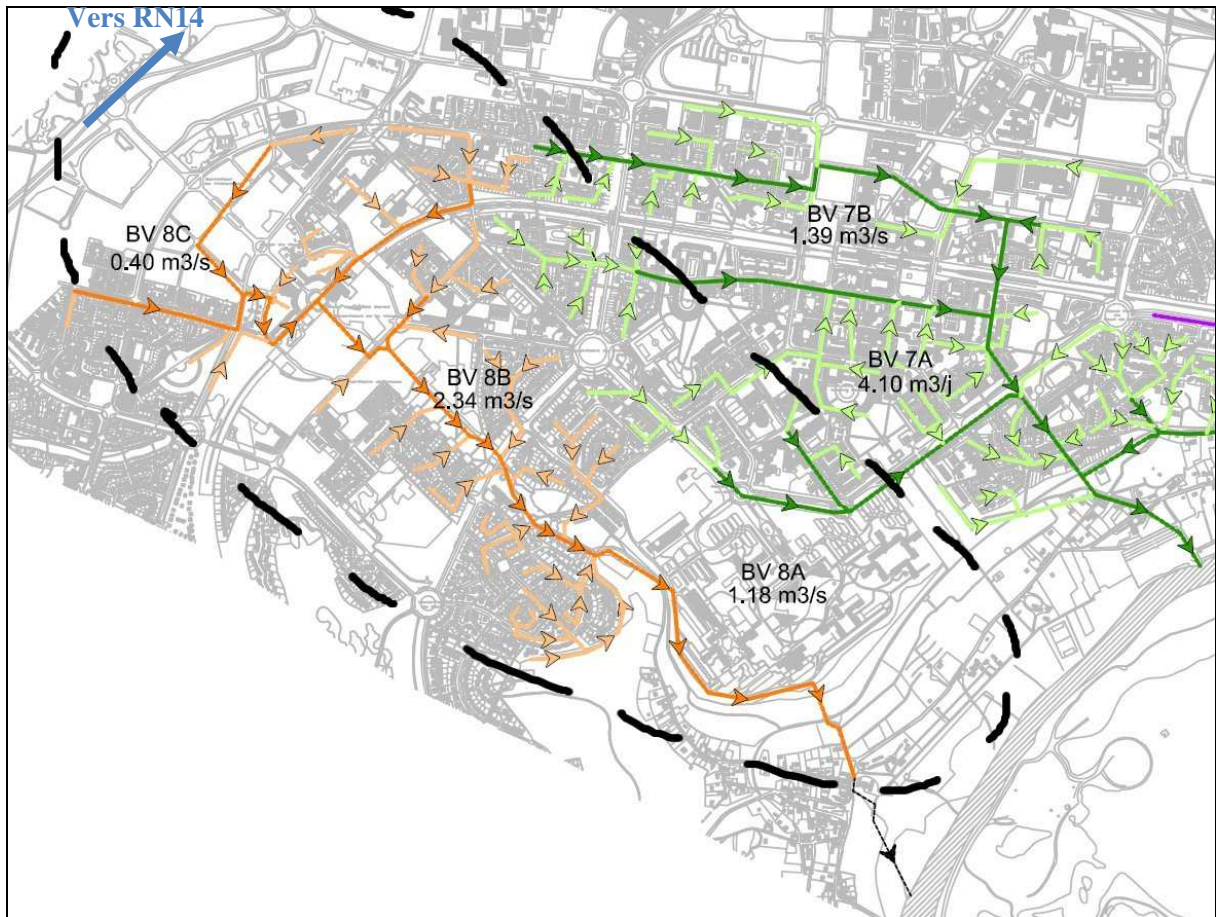 Vers RN14
BV 7B
1.39 m3/s
BV 8C
0.40 m3/s
BV 7A
4.10 m3/j
BV 8B
2.34 m3/s
BV 8A
1.18 m3/s